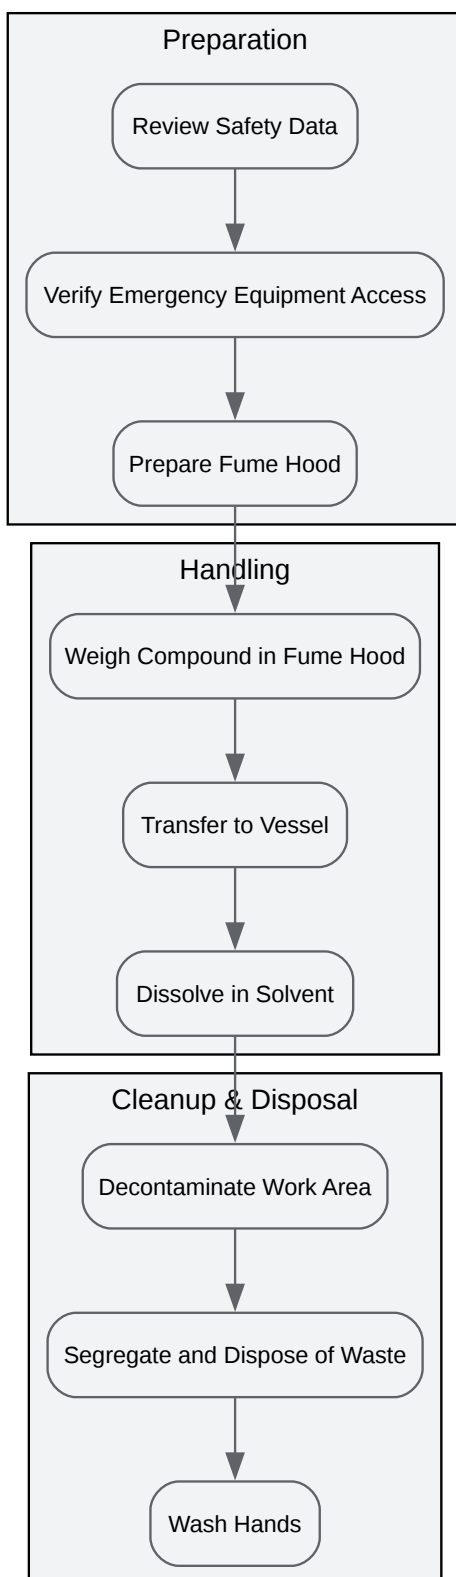 Preparation
Review Safety Data
Verify Emergency Equipment Access
Prepare Fume Hood
Handling
Weigh Compound in Fume Hood
Transfer to Vessel
Dissolve in Solvent
Cleanup & Disposal
Decontaminate Work Area
Segregate and Dispose of Waste
Wash Hands